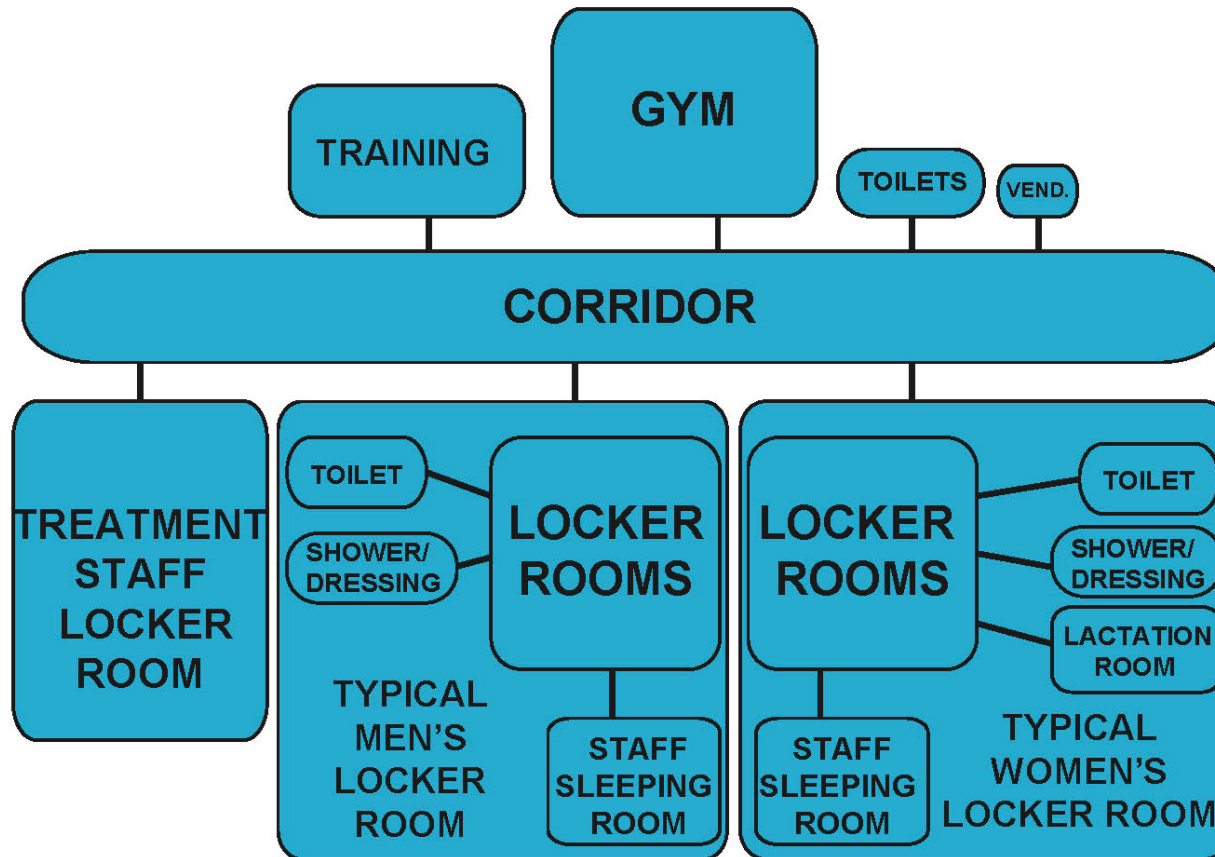 GYM
TRAINING
TOILETS
VEND.
CORRIDOR
TREATMENT
STAFF
LOCKER
ROOM
TOILET
SHOWER/
DRESSING
LOCKER
ROOMS
TYPICAL
MEN'S
LOCKER
ROOM
STAFF
SLEEPING
ROOM
LOCKER
ROOMS
TOILET
SHOWER/
DRESSING
LACTATION
ROOM
STAFF
SLEEPING
ROOM
TYPICAL
WOMEN'S
LOCKER ROOM